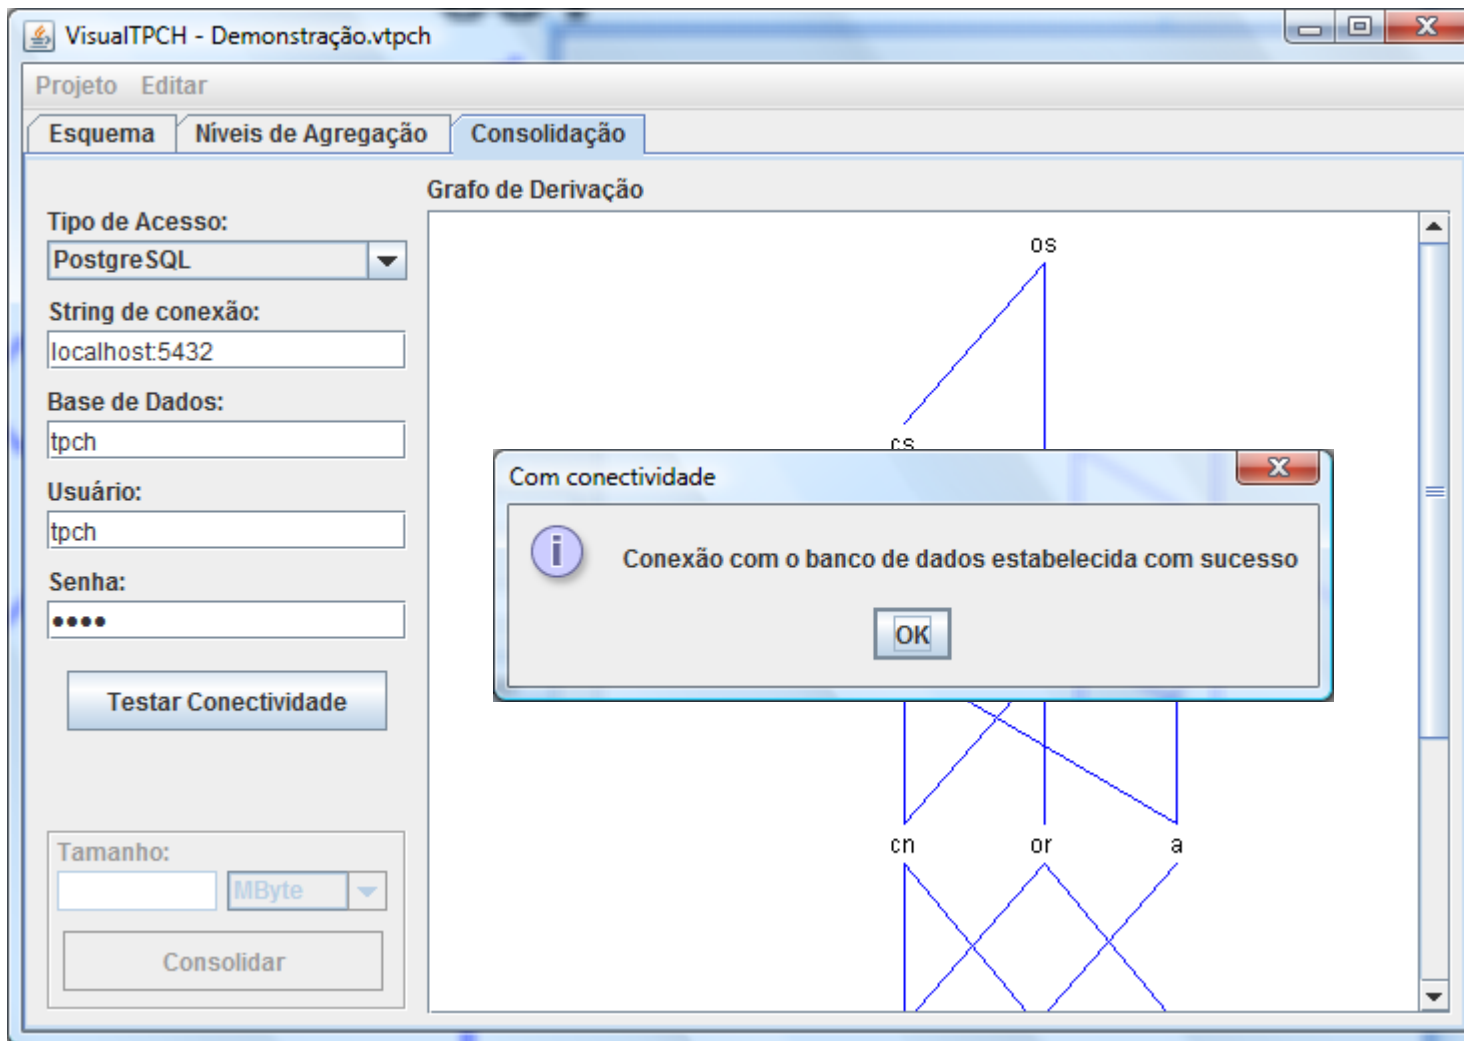 VisualTPCH - Demonstração.vtpch
Projeto Editar
Esquema Níveis de Agregação Consolidação
Grafo de Derivação
Tipo de Acesso:
PostgreSQL
String de conexão:
localhost:5432
Base de Dados:
tpch
Usuário:
tpch
Senha:
••••
Testar Conectividade
Tamanho:
MByte
Consolidar
os
cs
Com conectividade
i
Conexão com o banco de dados estabelecida com sucesso
OK
cn or a